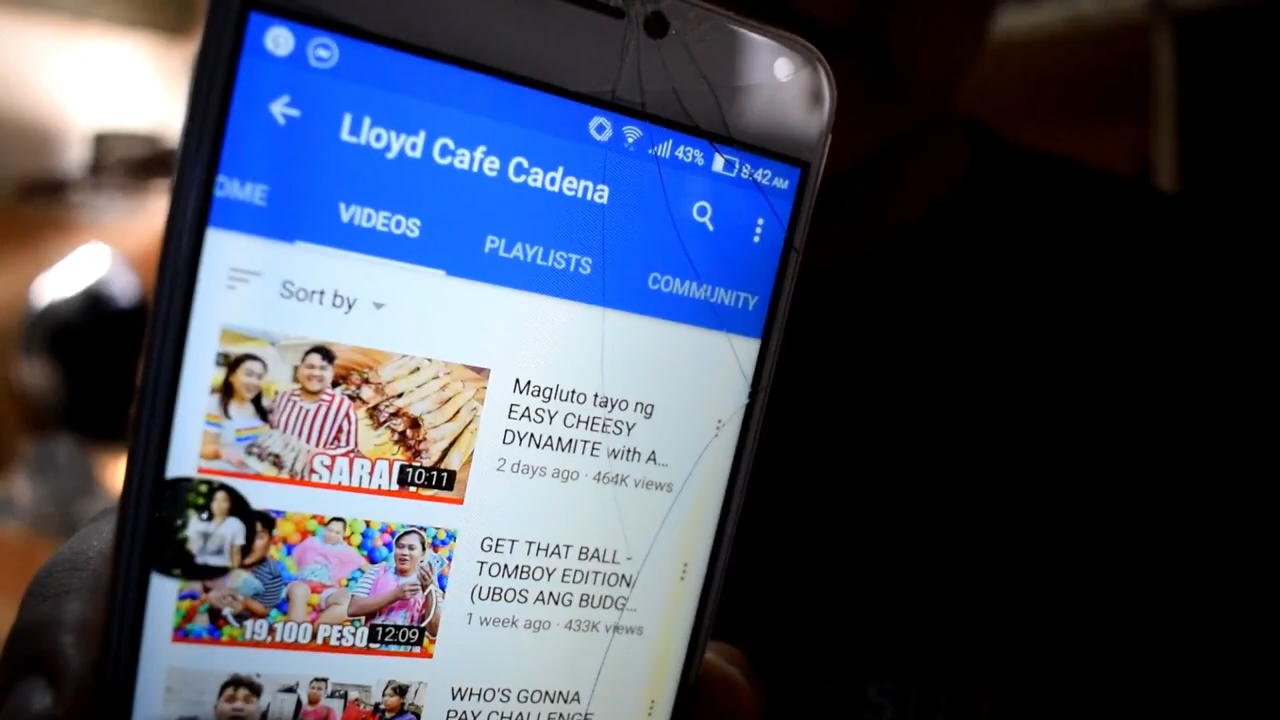 43% 8:42 AM
Lloyd Cafe Cadena
OME VIDEOS PLAYLISTS COMMUNITY
Sort by
Magluto tayo ng
EASY CHEESY
DYNAMITE with A...
2 days ago · 464K views
SARA
10:11
GET THAT BALL -
TOMBOY EDITION
(UBOS ANG BUDG...
1 week ago · 433K views
19,100 PESO
12:09
WHO'S GONNA
PAY CHALLENGE